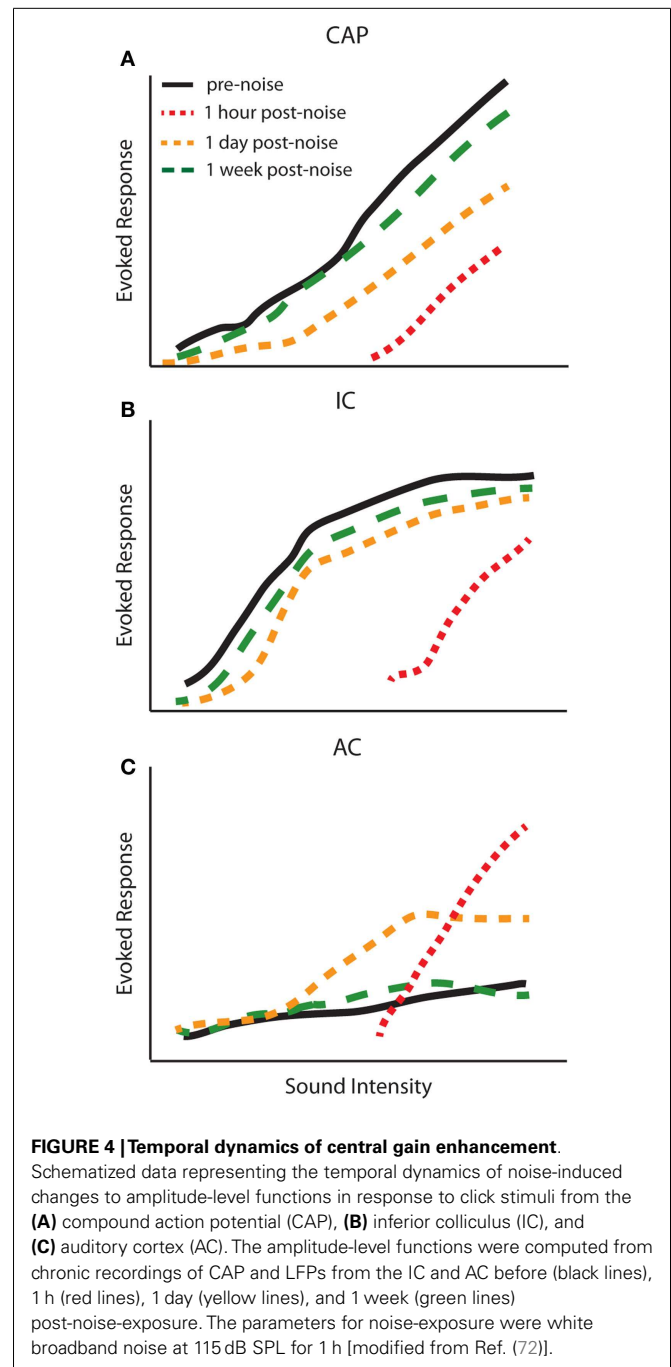 CAP
A
pre-noise
1 hour post-noise
1 day post-noise
1 week post-noise
Evoked Response
IC
B
Evoked Response
AC
C
Evoked Response
Sound Intensity
FIGURE 4 | Temporal dynamics of central gain enhancement.
Schematized data representing the temporal dynamics of noise-induced
changes to amplitude-level functions in response to click stimuli from the
(A) compound action potential (CAP), (B) inferior colliculus (IC), and
(C) auditory cortex (AC). The amplitude-level functions were computed from
chronic recordings of CAP and LFPs from the IC and AC before (black lines),
1 h (red lines), 1 day (yellow lines), and 1 week (green lines)
post-noise-exposure. The parameters for noise-exposure were white
broadband noise at 115 dB SPL for 1 h [modified from Ref. (72)].